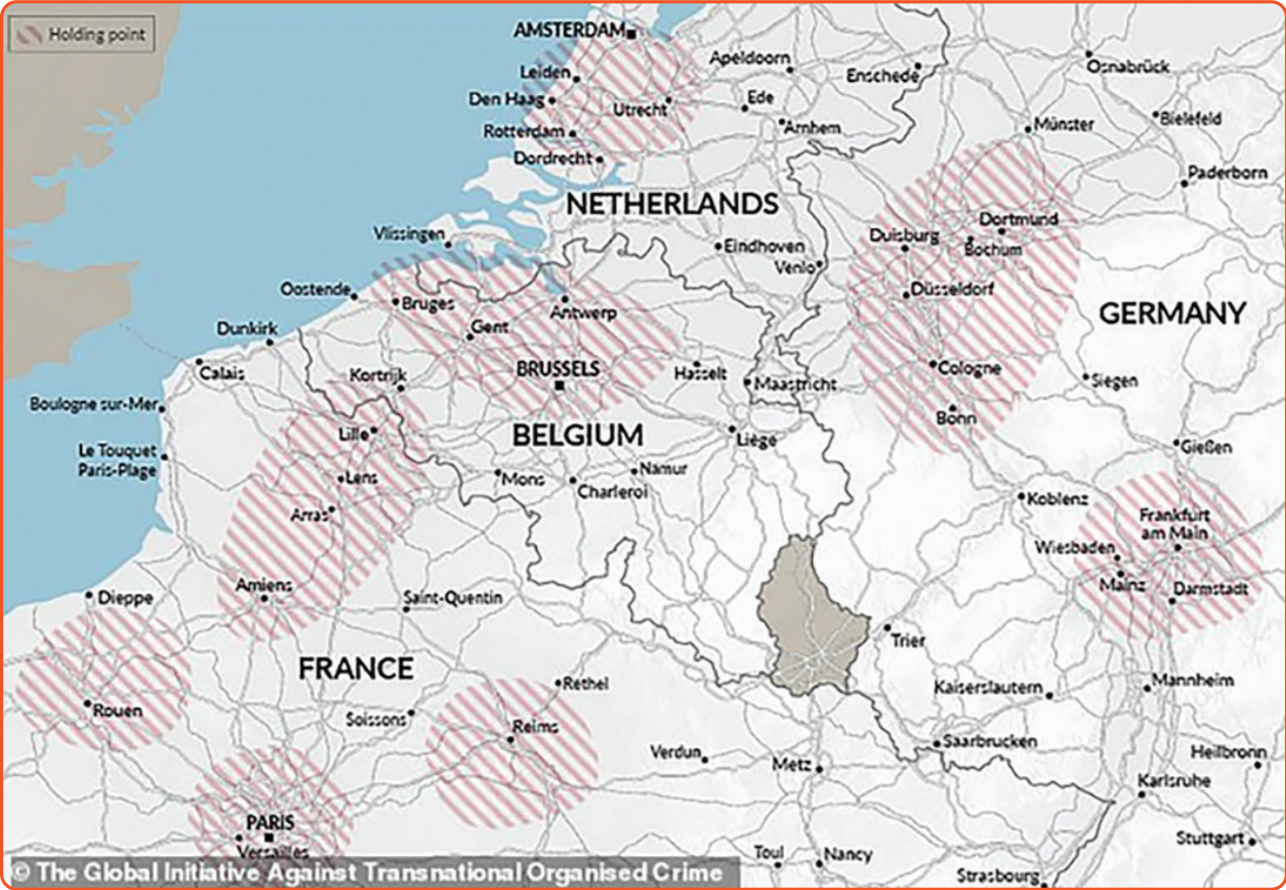 Holding point
AMSTERDAM
Apeldoorn
Enschede
Osnabrück
Leiden
Den Haag
Utrecht
Ede
Bielefeld
Rotterdam
Arnhem
Münster
Dordrecht
Paderborn
NETHERLANDS
Vlissingen
Eindhoven
Venlo
Duisburg
Dortmund
Bochum
Oostende
Bruges
Antwerp
Düsseldorf
GERMANY
Dunkirk
Gent
Calais
Kortrijk
BRUSSELS
Hasselt
Maastricht
Cologne
Siegen
Boulogne sur-Mer
Lille
BELGIUM
Liège
Bonn
Gießen
Le Touquet
Paris-Plage
Lens
Mons
Namur
Charleroi
Koblenz
Arras
Frankfurt
am Main
Wiesbaden
Mainz
Darmstadt
Amiens
Dieppe
Saint-Quentin
Trier
FRANCE
Rethel
Kaiserslautern
Mannheim
Rouen
Soissons
Reims
Verdun
Metz
Saarbrucken
Heilbronn
Karlsruhe
PARIS
Versailles
Stuttgart
Toul
Nancy
Strasbourg
© The Global Initiative Against Transnational Organised Crime